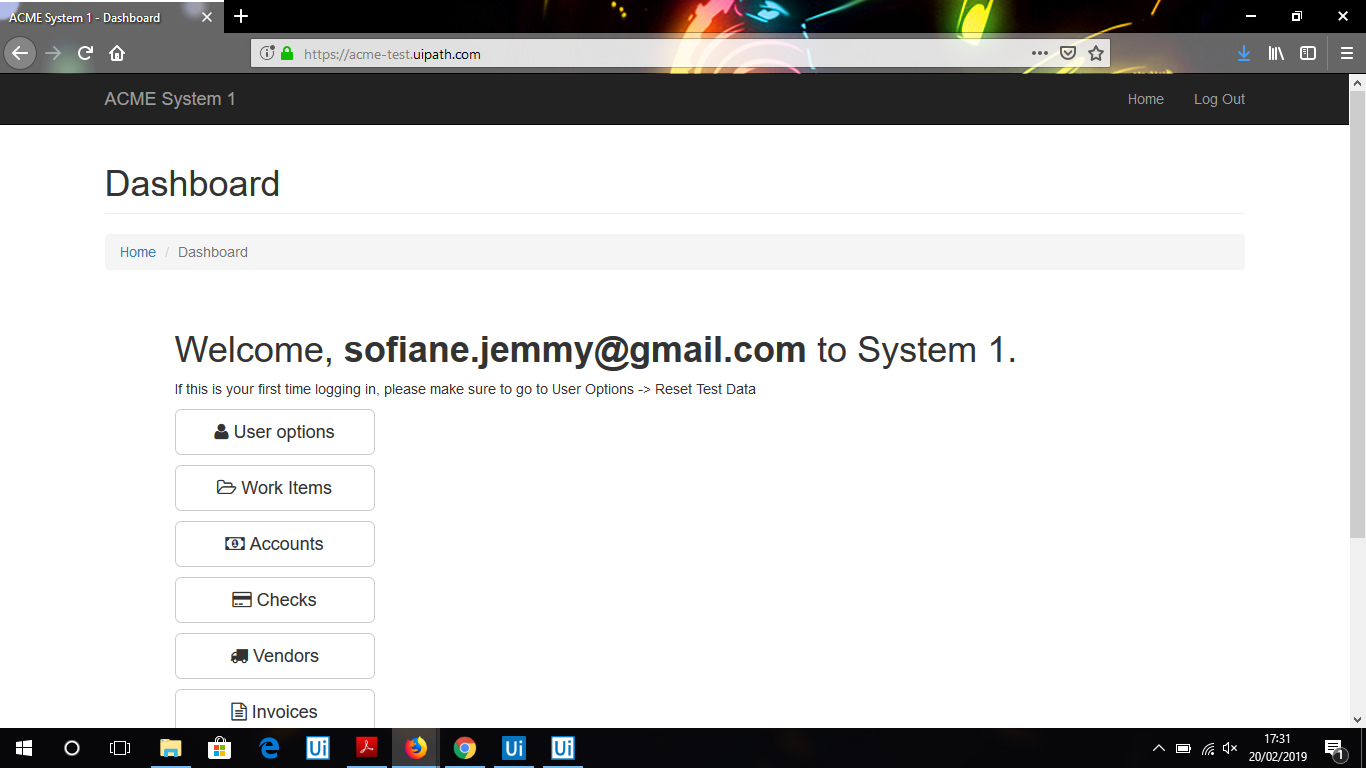 ACME System 1 - Dashboard
https://acme-test.uipath.com
ACME System 1
Home
Log Out
Dashboard
Home / Dashboard
Welcome, sofiane.jemmy@gmail.com to System 1.
If this is your first time logging in, please make sure to go to User Options -> Reset Test Data
User options
Work Items
Accounts
Checks
Vendors
Invoices
Ui
Ui
Ui
17:31
20/02/2019
1